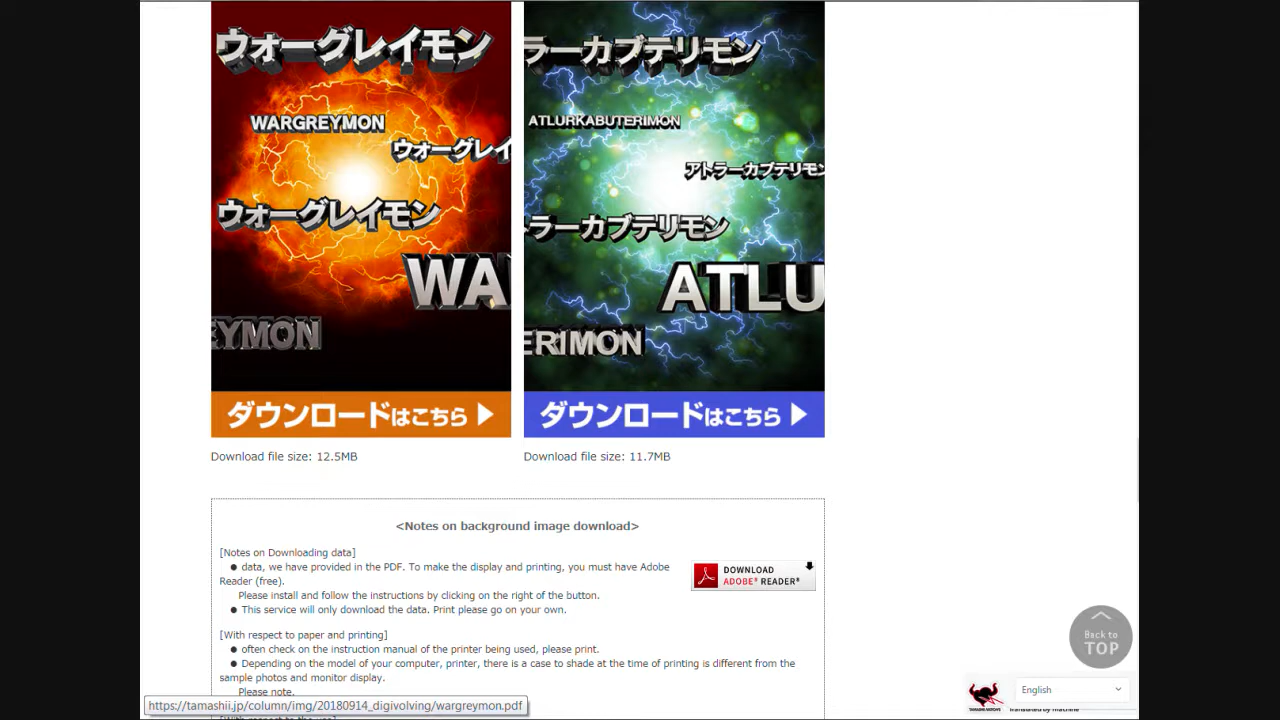 ウォーグレイモン
WARGREYMON
ウォーグレイ
ウォーグレイモン
WA
EYMON
ダウンロードはこちら
Download file size: 12.5MB
ラーカブテリモン
ATLURKABUTERIMON
アトラーカブテリモン
トラーカブテリモン
ATLU
ERIMON
ダウンロードはこちら
Download file size: 11.7MB
<Notes on background image download>
[Notes on Downloading data]
● data, we have provided in the PDF. To make the display and printing, you must have Adobe
Reader (free).
Please install and follow the instructions by clicking on the right of the button.
● This service will only download the data. Print please go on your own.
DOWNLOAD
ADOBE® READER®
[With respect to paper and printing]
● often check on the instruction manual of the printer being used, please print.
● Depending on the model of your computer, printer, there is a case to shade at the time of printing is different from the
sample photos and monitor display.
Please note.
[With respect to the use]
Back to
TOP
English
Translated by machine
https://tamashii.jp/column/img/20180914_digivolving/wargreymon.pdf